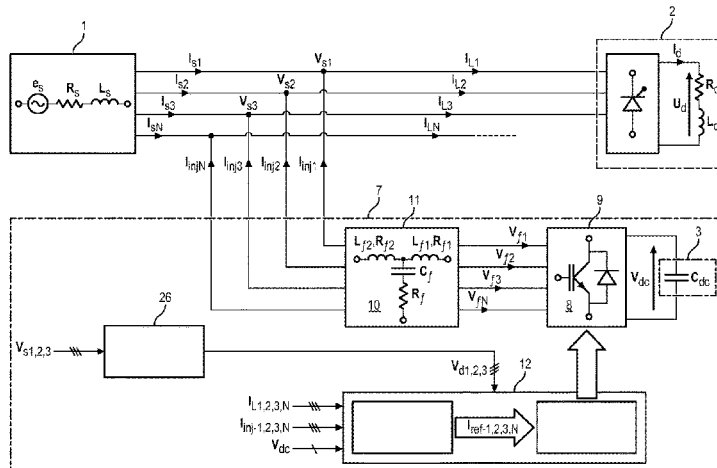 1
2
I_s1
V_s1
I_L1
I_d
e_s R_s L_s
I_s2
V_s2
I_L2
I_s3
V_s3
I_L3
U_d
R_d
L_d
I_sN
I_LN
I_injN
I_inj3
I_inj2
I_inj1
7
11
9
L_f2,R_f2
L_f1,R_f1
V_f1
3
C_f
V_f2
R_f
V_f3
V_dc
C_dc
10
V_fN
8
26
V_s1,2,3
V_d1,2,3
12
I_L1,2,3,N
I_inj-1,2,3,N
I_ref-1,2,3,N
V_dc